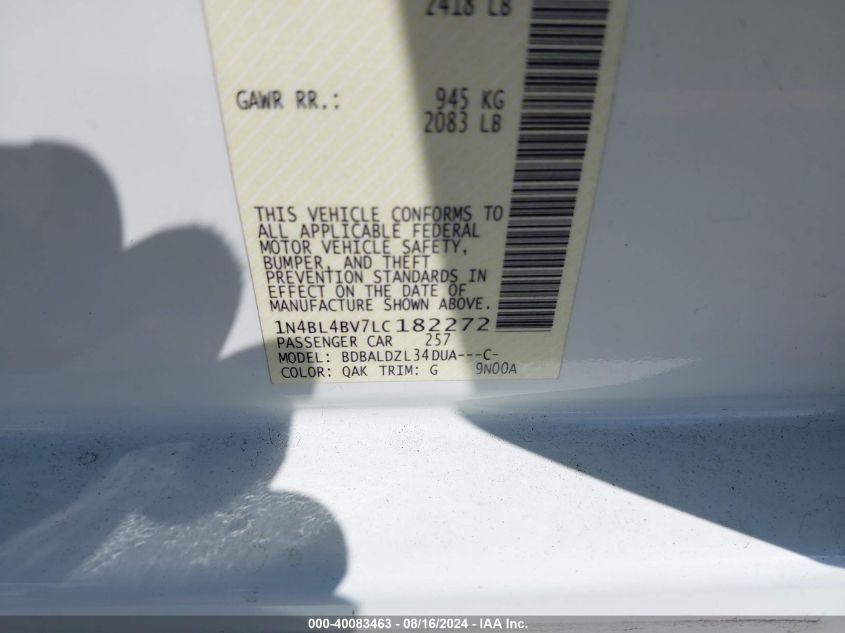 2418 LB
GAWR RR.: 945 KG
2083 LB
THIS VEHICLE CONFORMS TO
ALL APPLICABLE FEDERAL
MOTOR VEHICLE SAFETY,
BUMPER, AND THEFT
PREVENTION STANDARDS IN
EFFECT ON THE DATE OF
MANUFACTURE SHOWN ABOVE.
1N4BL4BV7LC182272
PASSENGER CAR 257
MODEL: BDBALDZL34DUA---C-
COLOR: QAK TRIM: G 9N00A
000-40083463 - 08/16/2024 - IAA Inc.